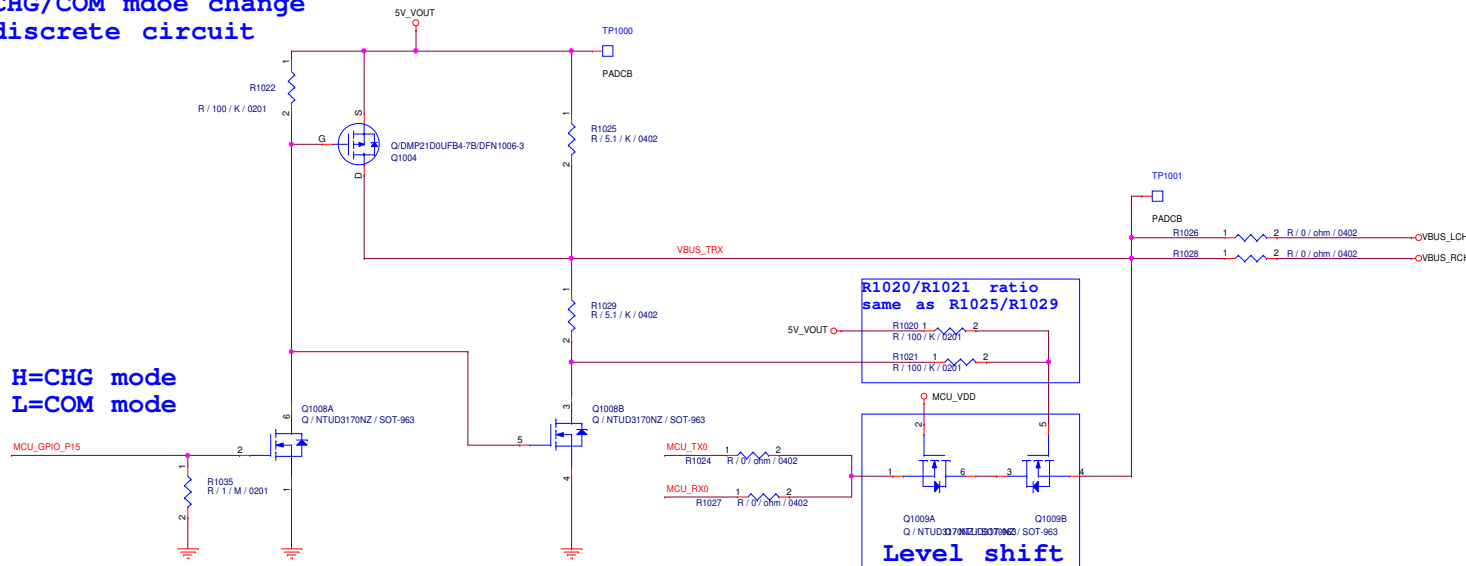 CHG/COM mdoe change
discrete circuit
5V_VOUT
TP1000
PADCB
1
R1022
R / 100 / K / 0201
2
S
G
D
Q/DMP21D0UFB4-7B/DFN1006-3
Q1004
1
R1025
R / 5.1 / K / 0402
2
TP1001
PADCB
VBUS_TRX
R1026
1
2
R / 0 / ohm / 0402
VBUS_LCH
R1028
1
2
R / 0 / ohm / 0402
VBUS_RCH
1
R1029
R / 5.1 / K / 0402
2
R1020/R1021 ratio
same as R1025/R1029
5V_VOUT
R1020
1
2
R / 100 / K / 0201
R1021
1
2
R / 100 / K / 0201
H=CHG mode
L=COM mode
MCU_GPIO_P15
1
R1035
R / 1 / M / 0201
2
Q1008A
Q / NTUD3170NZ / SOT-963
6
2
1
Q1008B
Q / NTUD3170NZ / SOT-963
3
5
4
MCU_VDD
MCU_TX0
R1024
1
2
R / 0 / ohm / 0402
MCU_RX0
R1027
1
2
R / 0 / ohm / 0402
2
5
1
6
3
4
Q1009A
Q1009B
Level shift